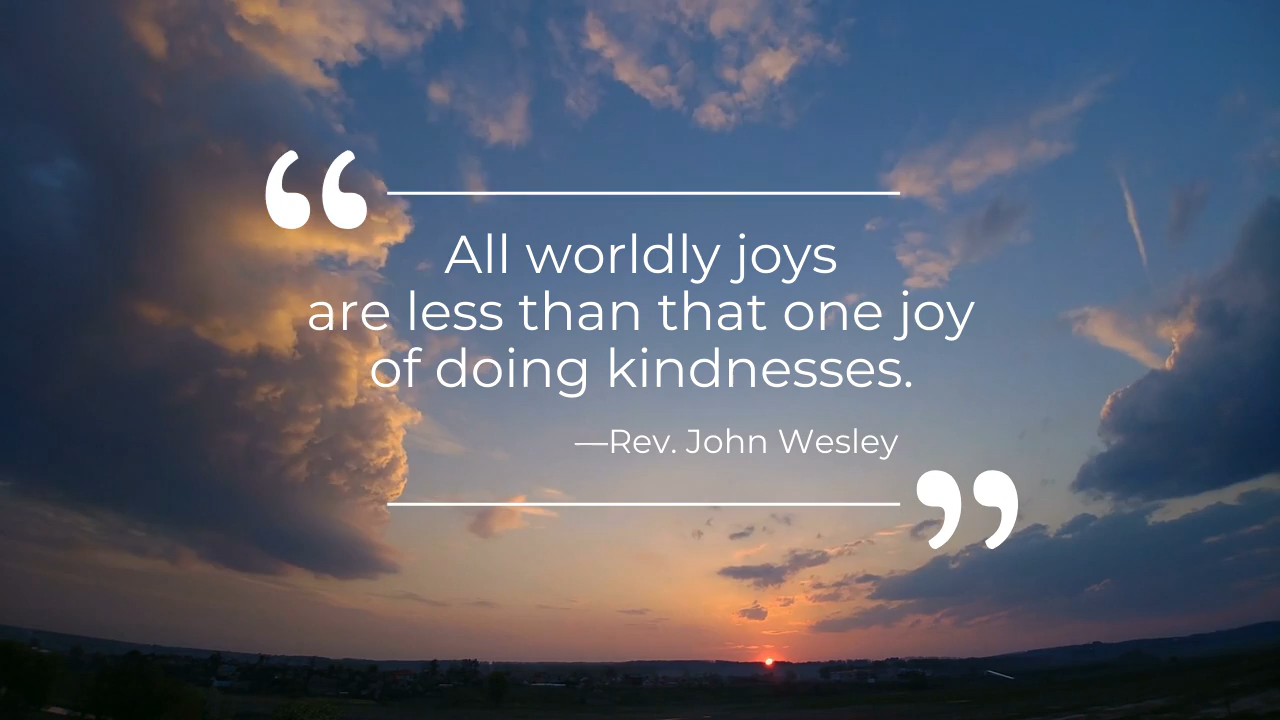 “
All worldly joys
are less than that one joy
of doing kindnesses.
—Rev. John Wesley
”